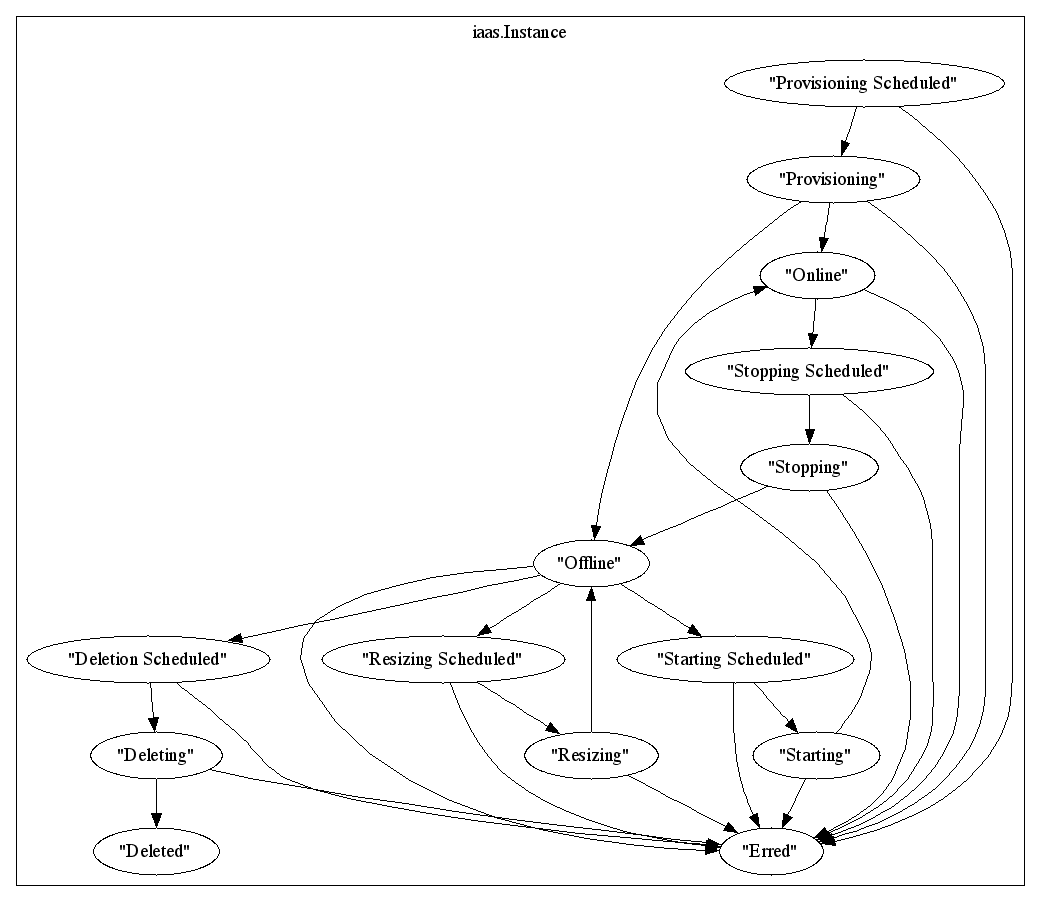 iaas.Instance
"Provisioning Scheduled"
"Provisioning"
"Online"
"Stopping Scheduled"
"Stopping"
"Offline"
"Deletion Scheduled"
"Resizing Scheduled"
"Starting Scheduled"
"Deleting"
"Resizing"
"Starting"
"Deleted"
"Erred"